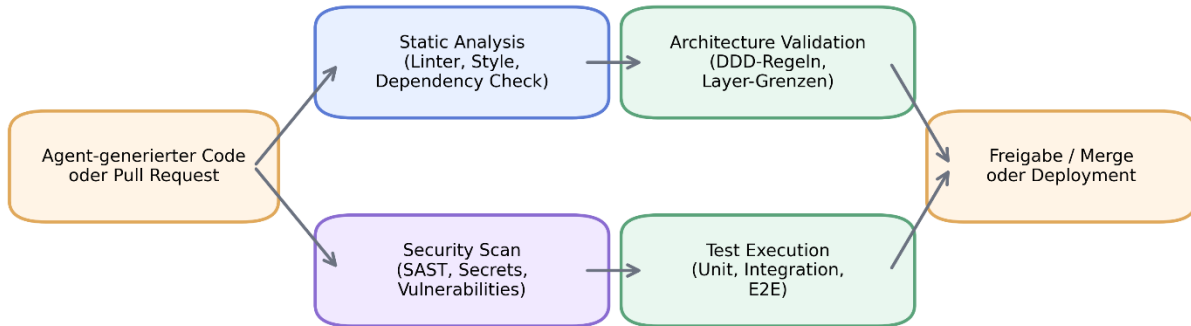 Agent-generierter Code
oder Pull Request
Static Analysis
(Linter, Style,
Dependency Check)
Architecture Validation
(DDD-Regeln,
Layer-Grenzen)
Security Scan
(SAST, Secrets,
Vulnerabilities)
Test Execution
(Unit, Integration,
E2E)
Freigabe / Merge
oder Deployment